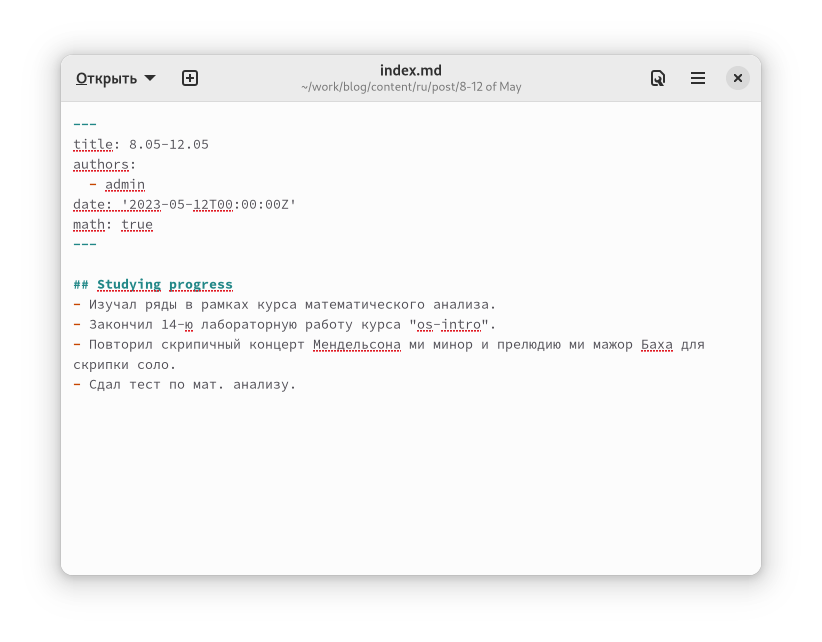 Открыть
index.md
~/work/blog/content/ru/post/8-12 of May
---
title: 8.05-12.05
authors:
  - admin
date: '2023-05-12T00:00:00Z'
math: true
---
## Studying progress
- Изучал ряды в рамках курса математического анализа.
- Закончил 14-ю лабораторную работу курса "os-intro".
- Повторил скрипичный концерт Мендельсона ми минор и прелюдию ми мажор Баха для
скрипки соло.
- Сдал тест по мат. анализу.